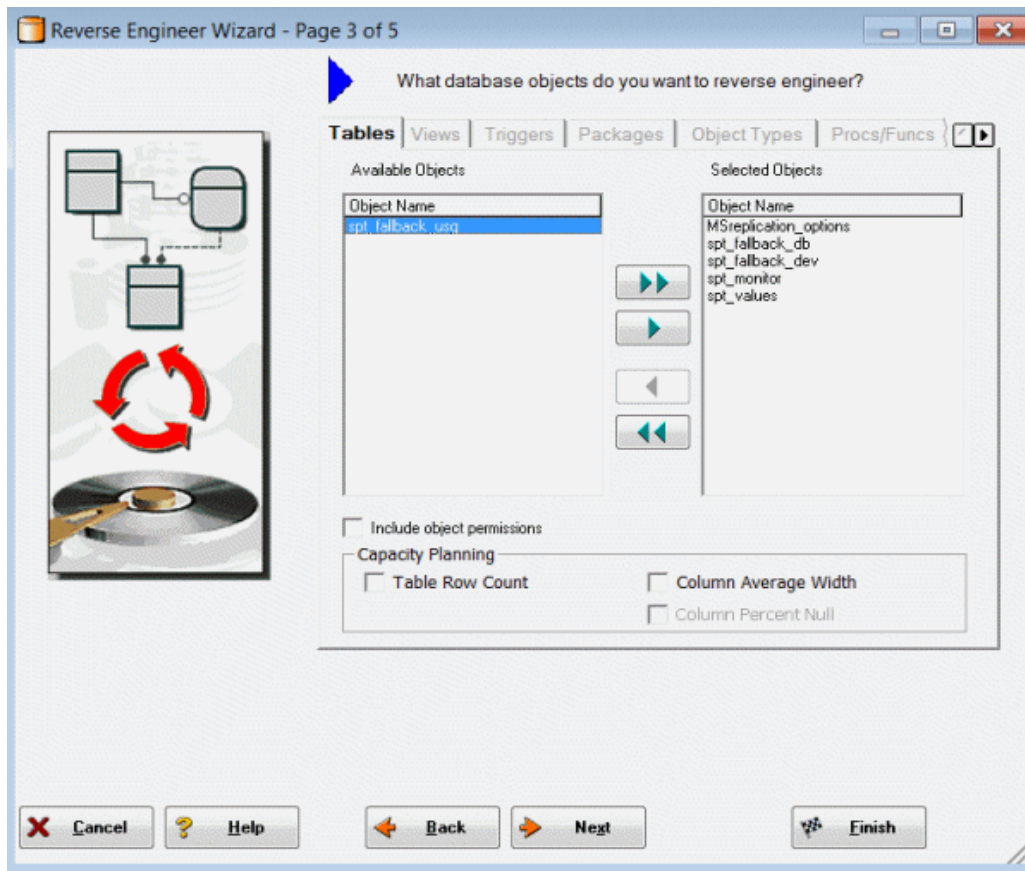 Reverse Engineer Wizard - Page 3 of 5
What database objects do you want to reverse engineer?
Tables Views Triggers Packages Object Types Procs/Funcs
Available Objects
Object Name
spt_fallback_usg
Selected Objects
Object Name
MSreplication_options
spt_fallback_db
spt_fallback_dev
spt_monitor
spt_values
Include object permissions
Capacity Planning
Table Row Count
Column Average Width
Column Percent Null
Cancel Help Back Next Finish